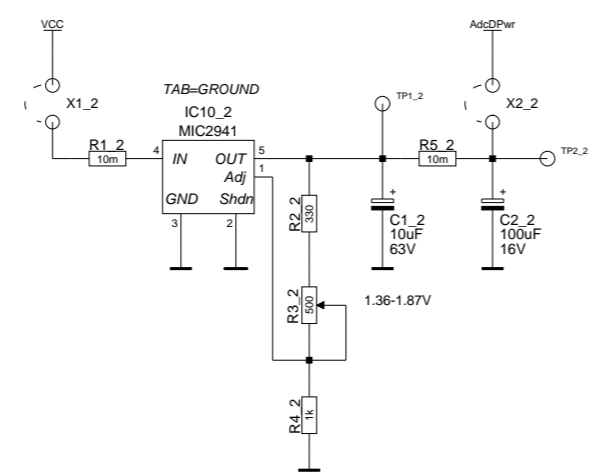 VCC
AdcDPwr
X1_2
TAB=GROUND
IC10_2
MIC2941
TP1_2
X2_2
R1_2
10m
4
IN
OUT
5
Adj
1
GND
Shdn
3
2
R5_2
10m
TP2_2
R2_2
330
+
C1_2
10uF
63V
+
C2_2
100uF
16V
R3_2
500
1.36-1.87V
R4_2
1k